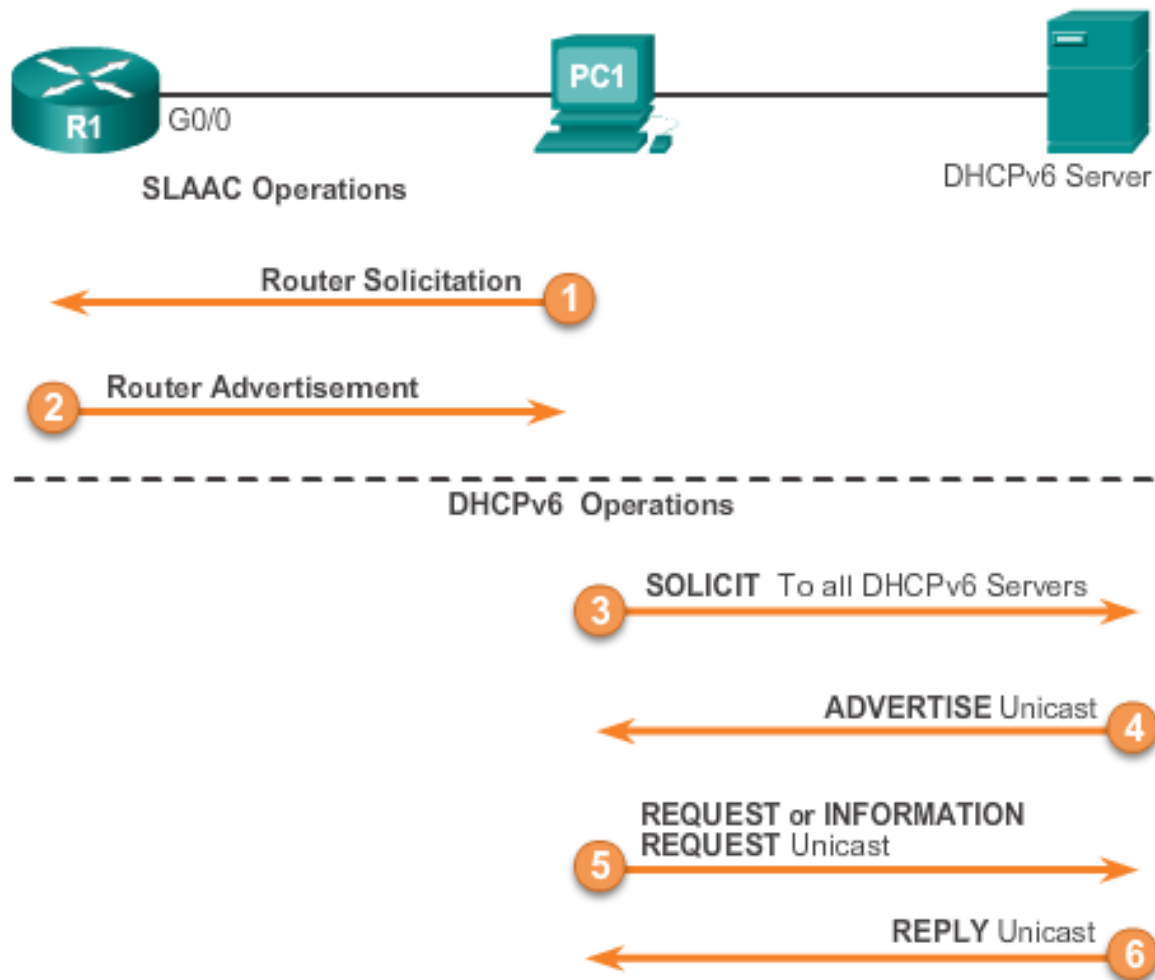 PC1
R1
G0/0
DHCPv6 Server
SLAAC Operations
Router Solicitation
1
2
Router Advertisement
DHCPv6 Operations
3
SOLICIT To all DHCPv6 Servers
ADVERTISE Unicast
4
REQUEST or INFORMATION
REQUEST Unicast
5
REPLY Unicast
6